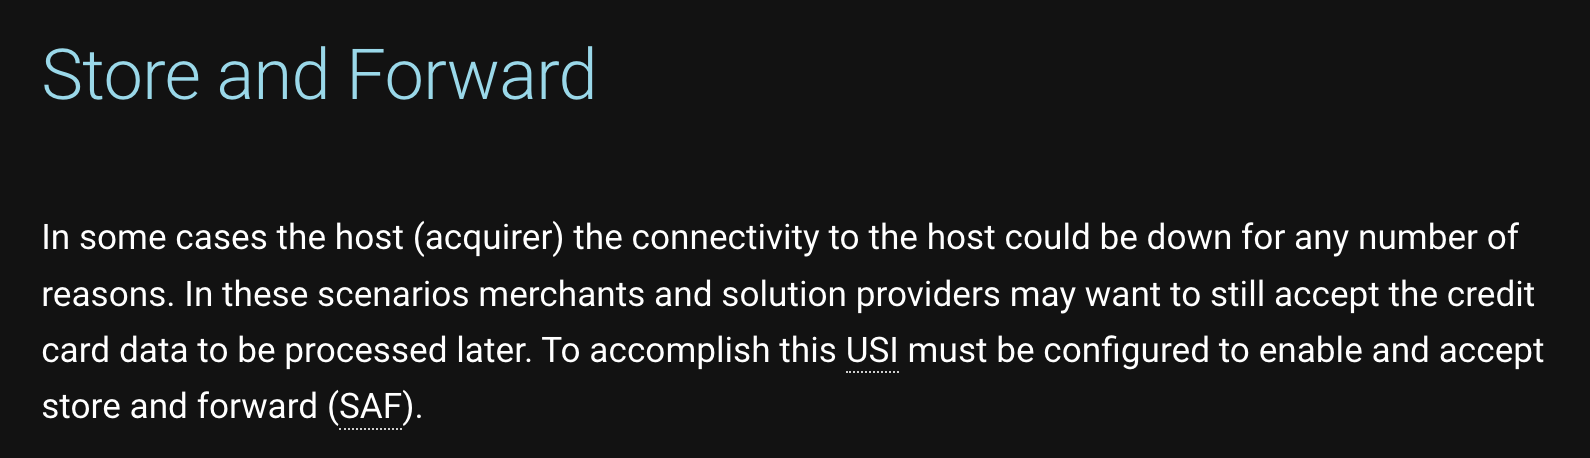 Store and Forward
In some cases the host (acquirer) the connectivity to the host could be down for any number of
reasons. In these scenarios merchants and solution providers may want to still accept the credit
card data to be processed later. To accomplish this USI must be configured to enable and accept
store and forward (SAF).